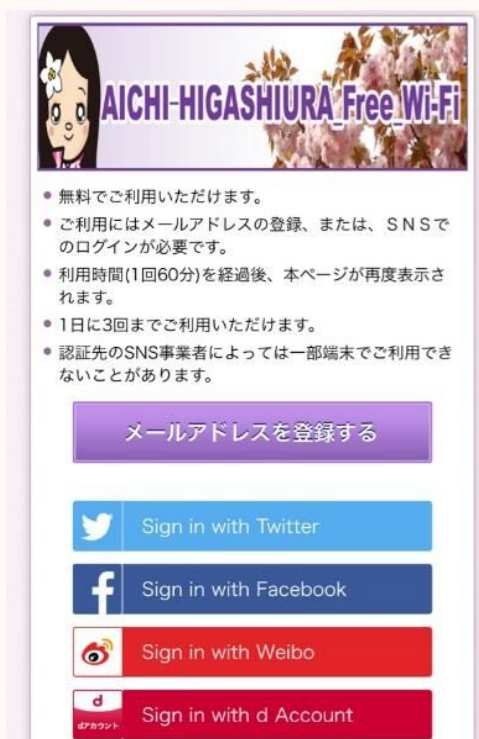 AICHI-HIGASHIURA_Free_Wi-Fi
• 無料でご利用いただけます。
• ご利用にはメールアドレスの登録、または、ＳＮＳで
のログインが必要です。
• 利用時間(1回60分)を経過後、本ページが再度表示さ
れます。
• 1日に3回までご利用いただけます。
• 認証先のSNS事業者によっては一部端末でご利用でき
ないことがあります。
メールアドレスを登録する
Sign in with Twitter
Sign in with Facebook
Sign in with Weibo
d
dアカウント
Sign in with d Account